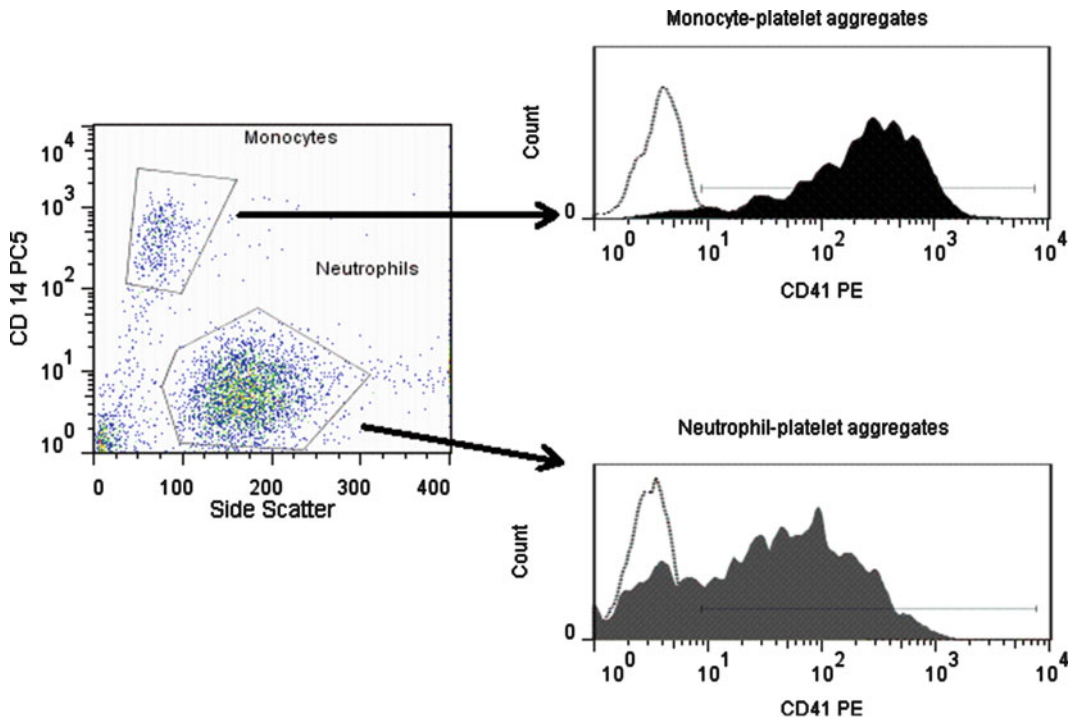 Monocyte-platelet aggregates
Count
0
10^0 10^1 10^2 10^3 10^4
CD41 PE
Monocytes
Neutrophils
CD 14 PC5
10^4
10^3
10^2
10^1
10^0
0 100 200 300 400
Side Scatter
Neutrophil-platelet aggregates
Count
0
10^0 10^1 10^2 10^3 10^4
CD41 PE